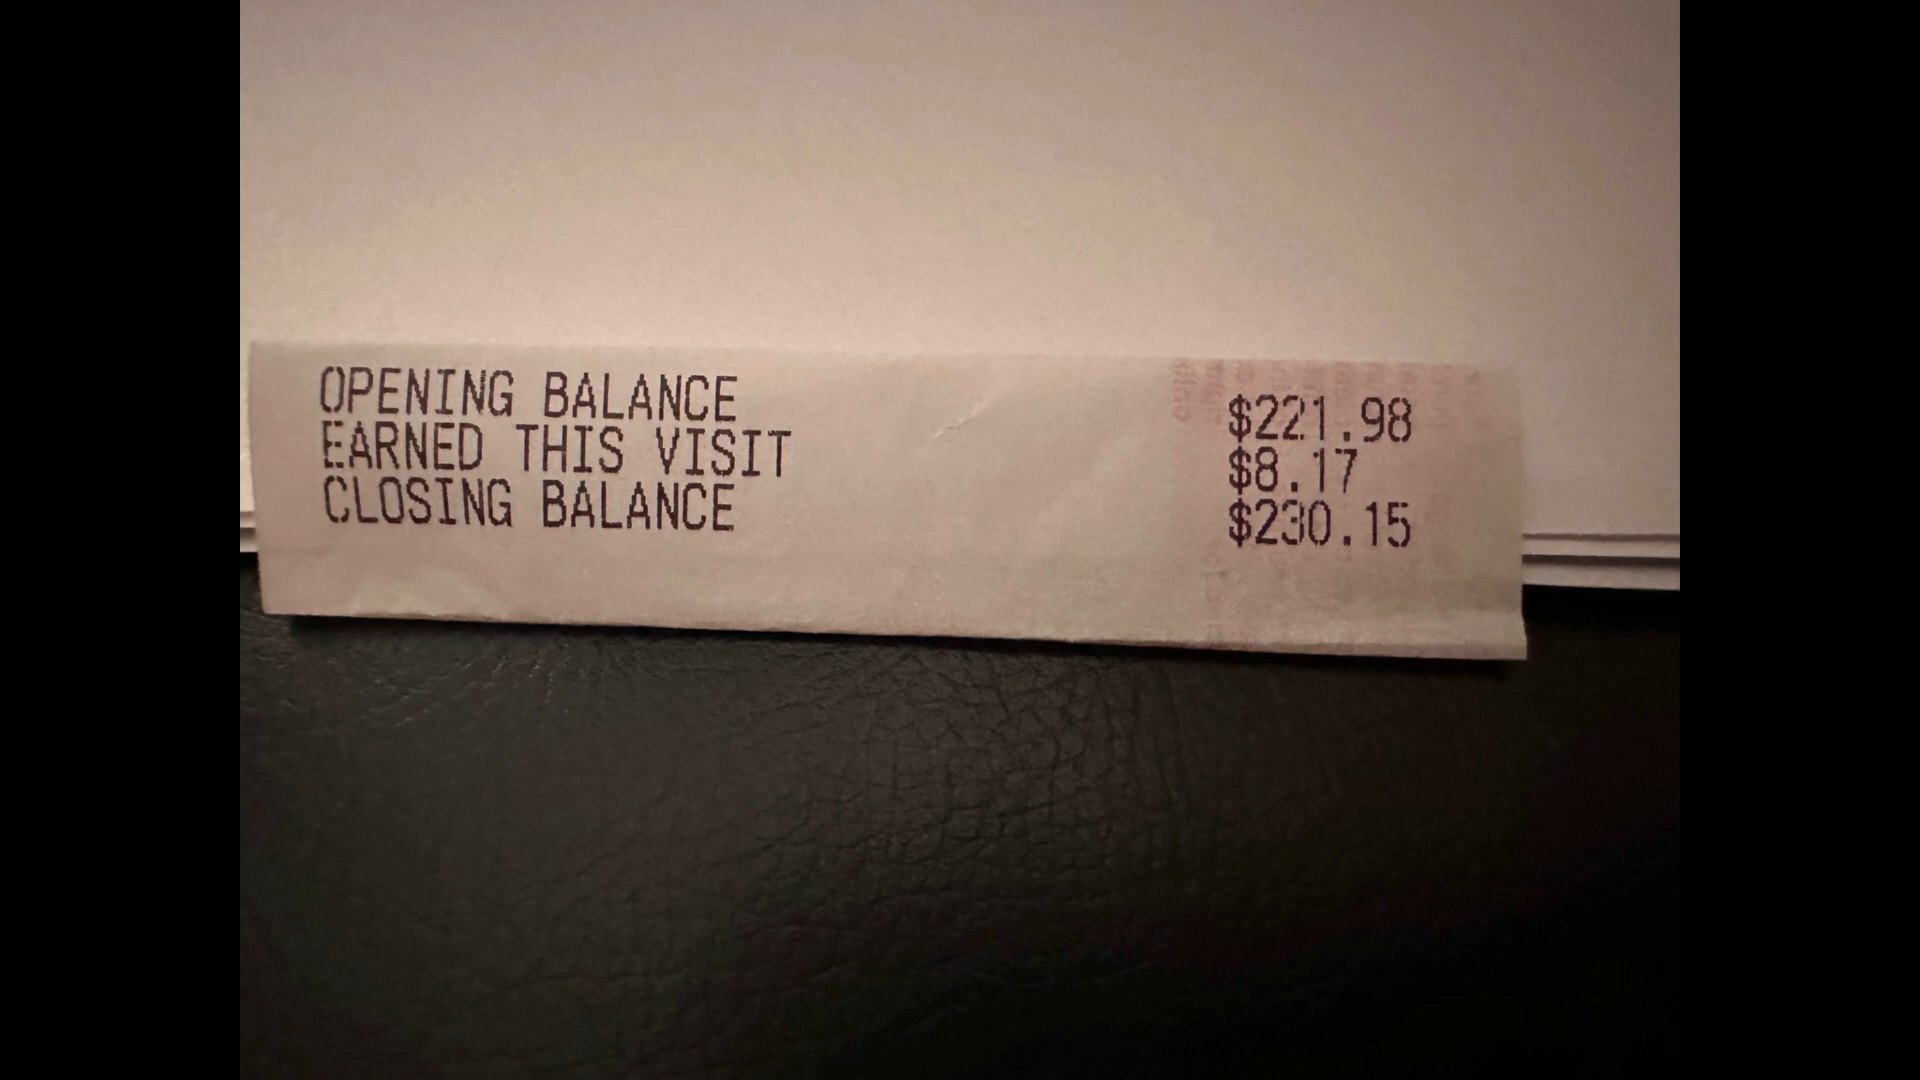 OPENING BALANCE $221.98
EARNED THIS VISIT $8.17
CLOSING BALANCE $230.15